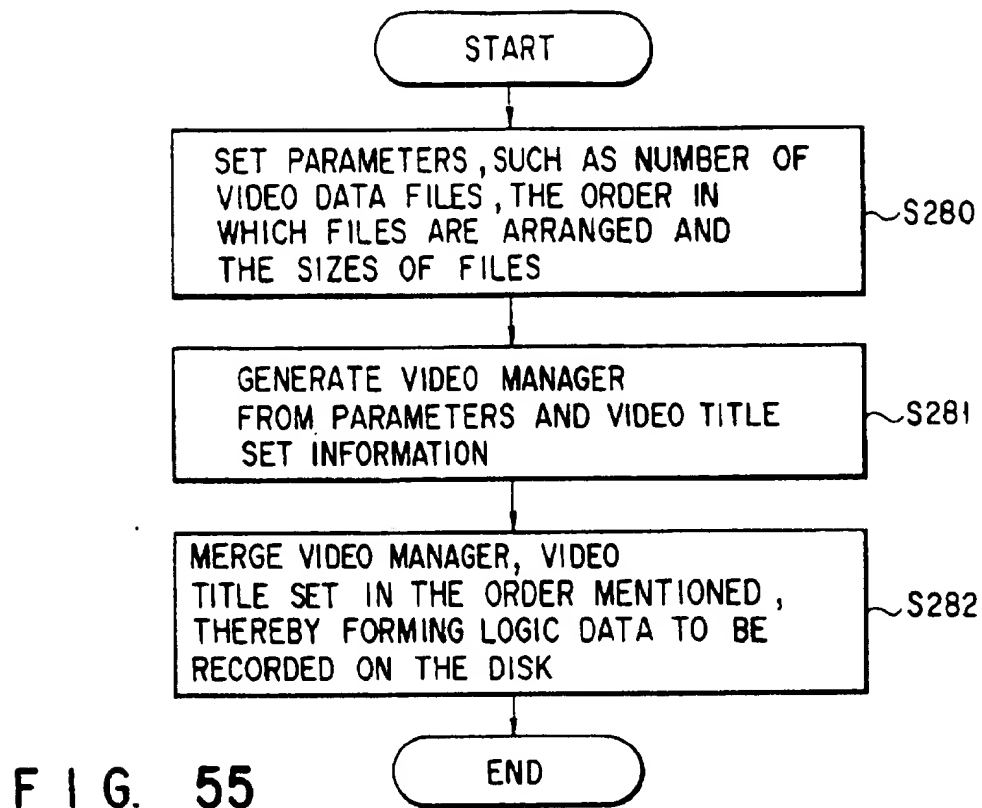 START
SET PARAMETERS, SUCH AS NUMBER OF
VIDEO DATA FILES, THE ORDER IN
WHICH FILES ARE ARRANGED AND
THE SIZES OF FILES
S280
GENERATE VIDEO MANAGER
FROM PARAMETERS AND VIDEO TITLE
SET INFORMATION
S281
MERGE VIDEO MANAGER, VIDEO
TITLE SET IN THE ORDER MENTIONED,
THEREBY FORMING LOGIC DATA TO BE
RECORDED ON THE DISK
S282
END
FIG. 55